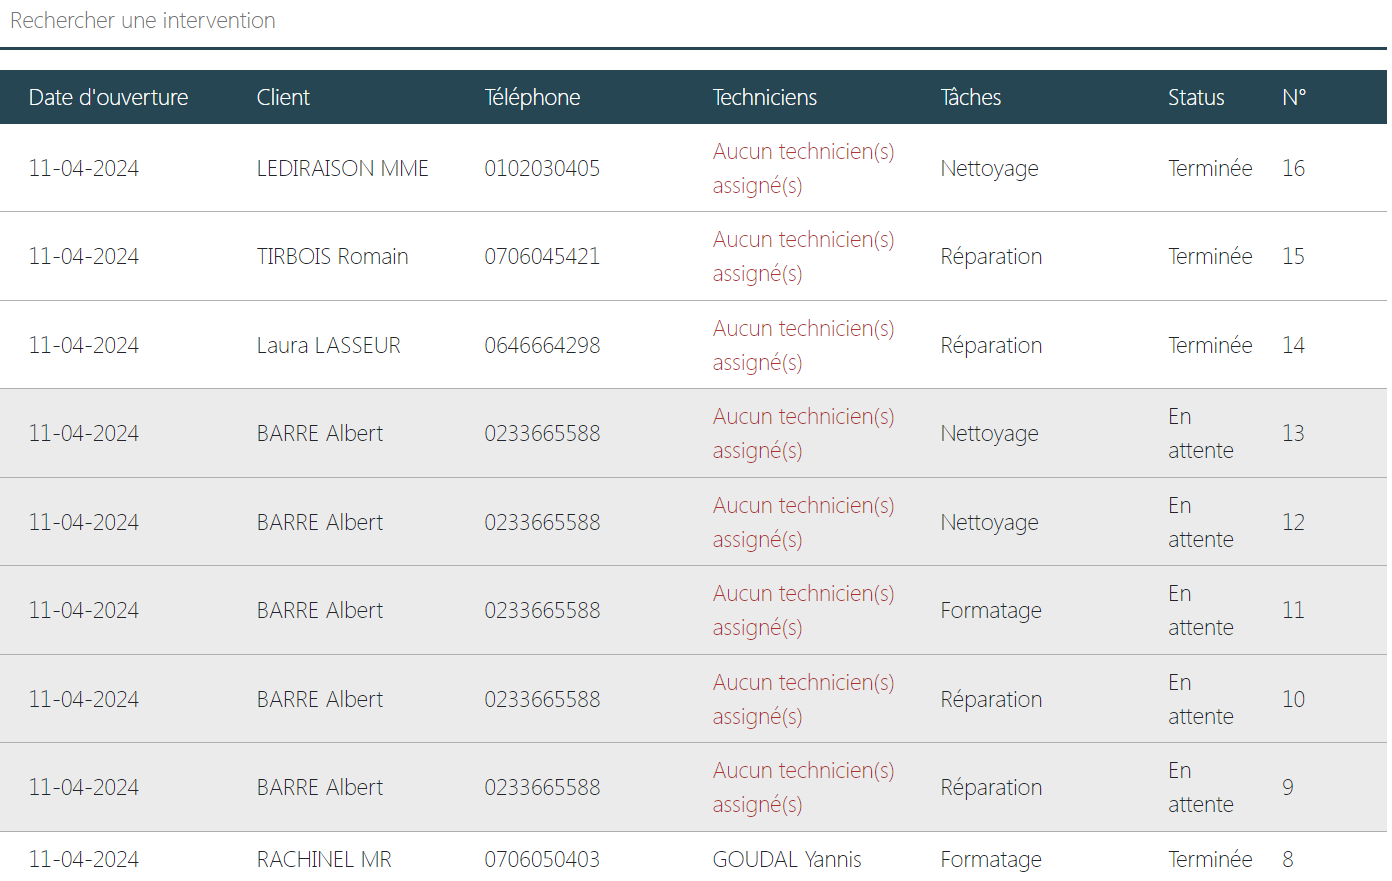 Rechercher une intervention
Date d'ouverture Client Téléphone Techniciens Tâches Status N°
11-04-2024 LEDIRAISON MME 0102030405 Aucun technicien(s) assigné(s) Nettoyage Terminée 16
11-04-2024 TIRBOIS Romain 0706045421 Aucun technicien(s) assigné(s) Réparation Terminée 15
11-04-2024 Laura LASSEUR 0646664298 Aucun technicien(s) assigné(s) Réparation Terminée 14
11-04-2024 BARRE Albert 0233665588 Aucun technicien(s) assigné(s) Nettoyage En attente 13
11-04-2024 BARRE Albert 0233665588 Aucun technicien(s) assigné(s) Nettoyage En attente 12
11-04-2024 BARRE Albert 0233665588 Aucun technicien(s) assigné(s) Formatage En attente 11
11-04-2024 BARRE Albert 0233665588 Aucun technicien(s) assigné(s) Réparation En attente 10
11-04-2024 BARRE Albert 0233665588 Aucun technicien(s) assigné(s) Réparation En attente 9
11-04-2024 RACHINEL MR 0706050403 GOUDAL Yannis Formatage Terminée 8